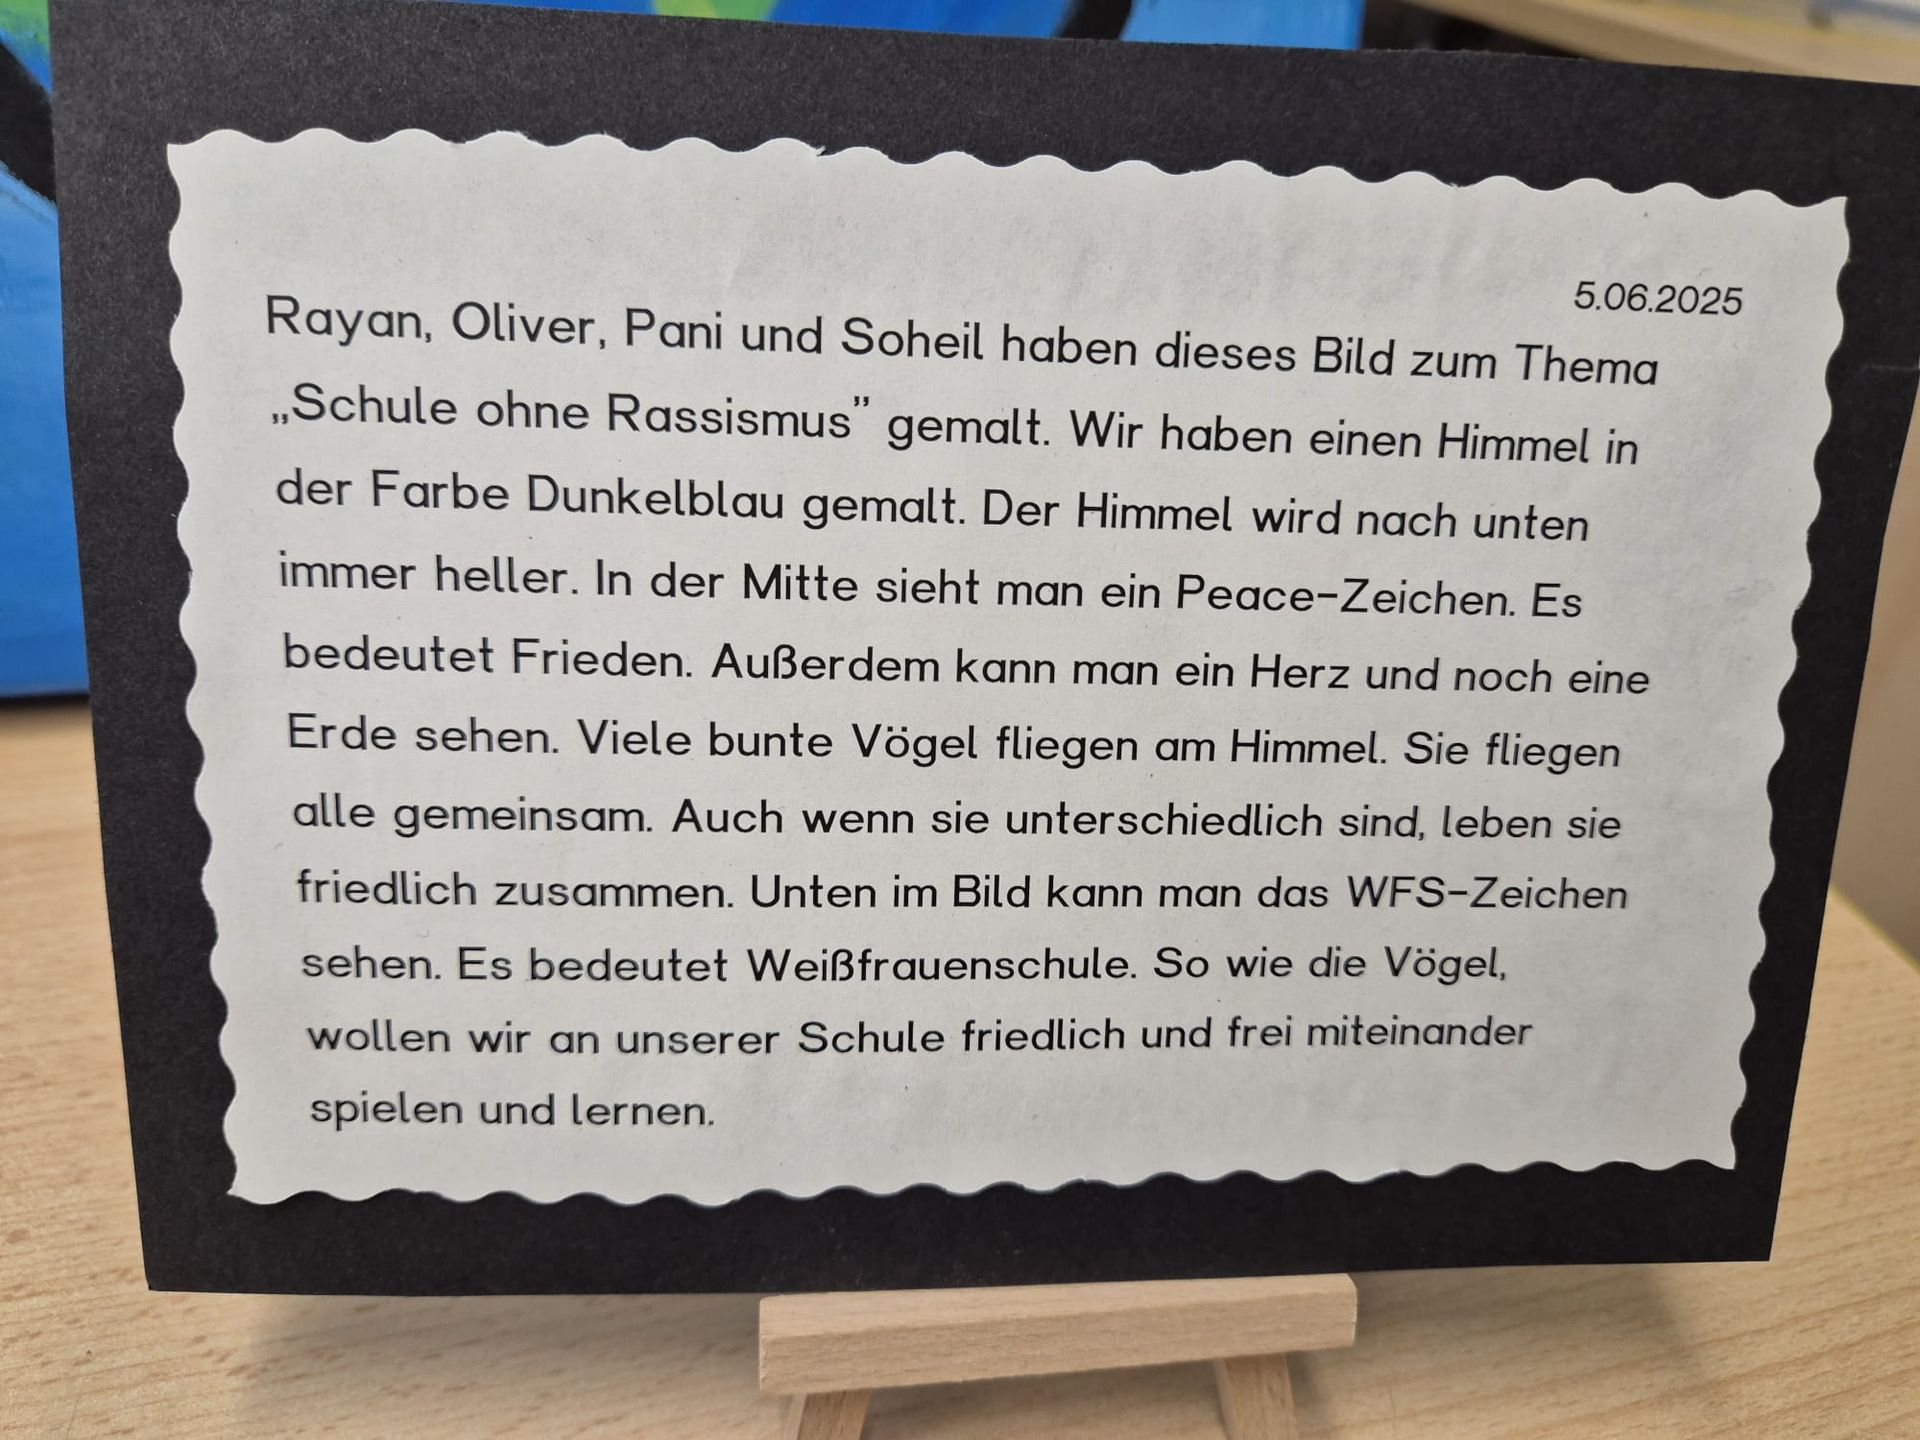 5.06.2025
Rayan, Oliver, Pani und Soheil haben dieses Bild zum Thema
„Schule ohne Rassismus” gemalt. Wir haben einen Himmel in
der Farbe Dunkelblau gemalt. Der Himmel wird nach unten
immer heller. In der Mitte sieht man ein Peace-Zeichen. Es
bedeutet Frieden. Außerdem kann man ein Herz und noch eine
Erde sehen. Viele bunte Vögel fliegen am Himmel. Sie fliegen
alle gemeinsam. Auch wenn sie unterschiedlich sind, leben sie
friedlich zusammen. Unten im Bild kann man das WFS-Zeichen
sehen. Es bedeutet Weißfrauenschule. So wie die Vögel,
wollen wir an unserer Schule friedlich und frei miteinander
spielen und lernen.